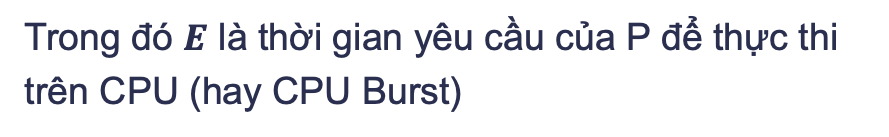 Trong đó E là thời gian yêu cầu của P để thực thi
trên CPU (hay CPU Burst)